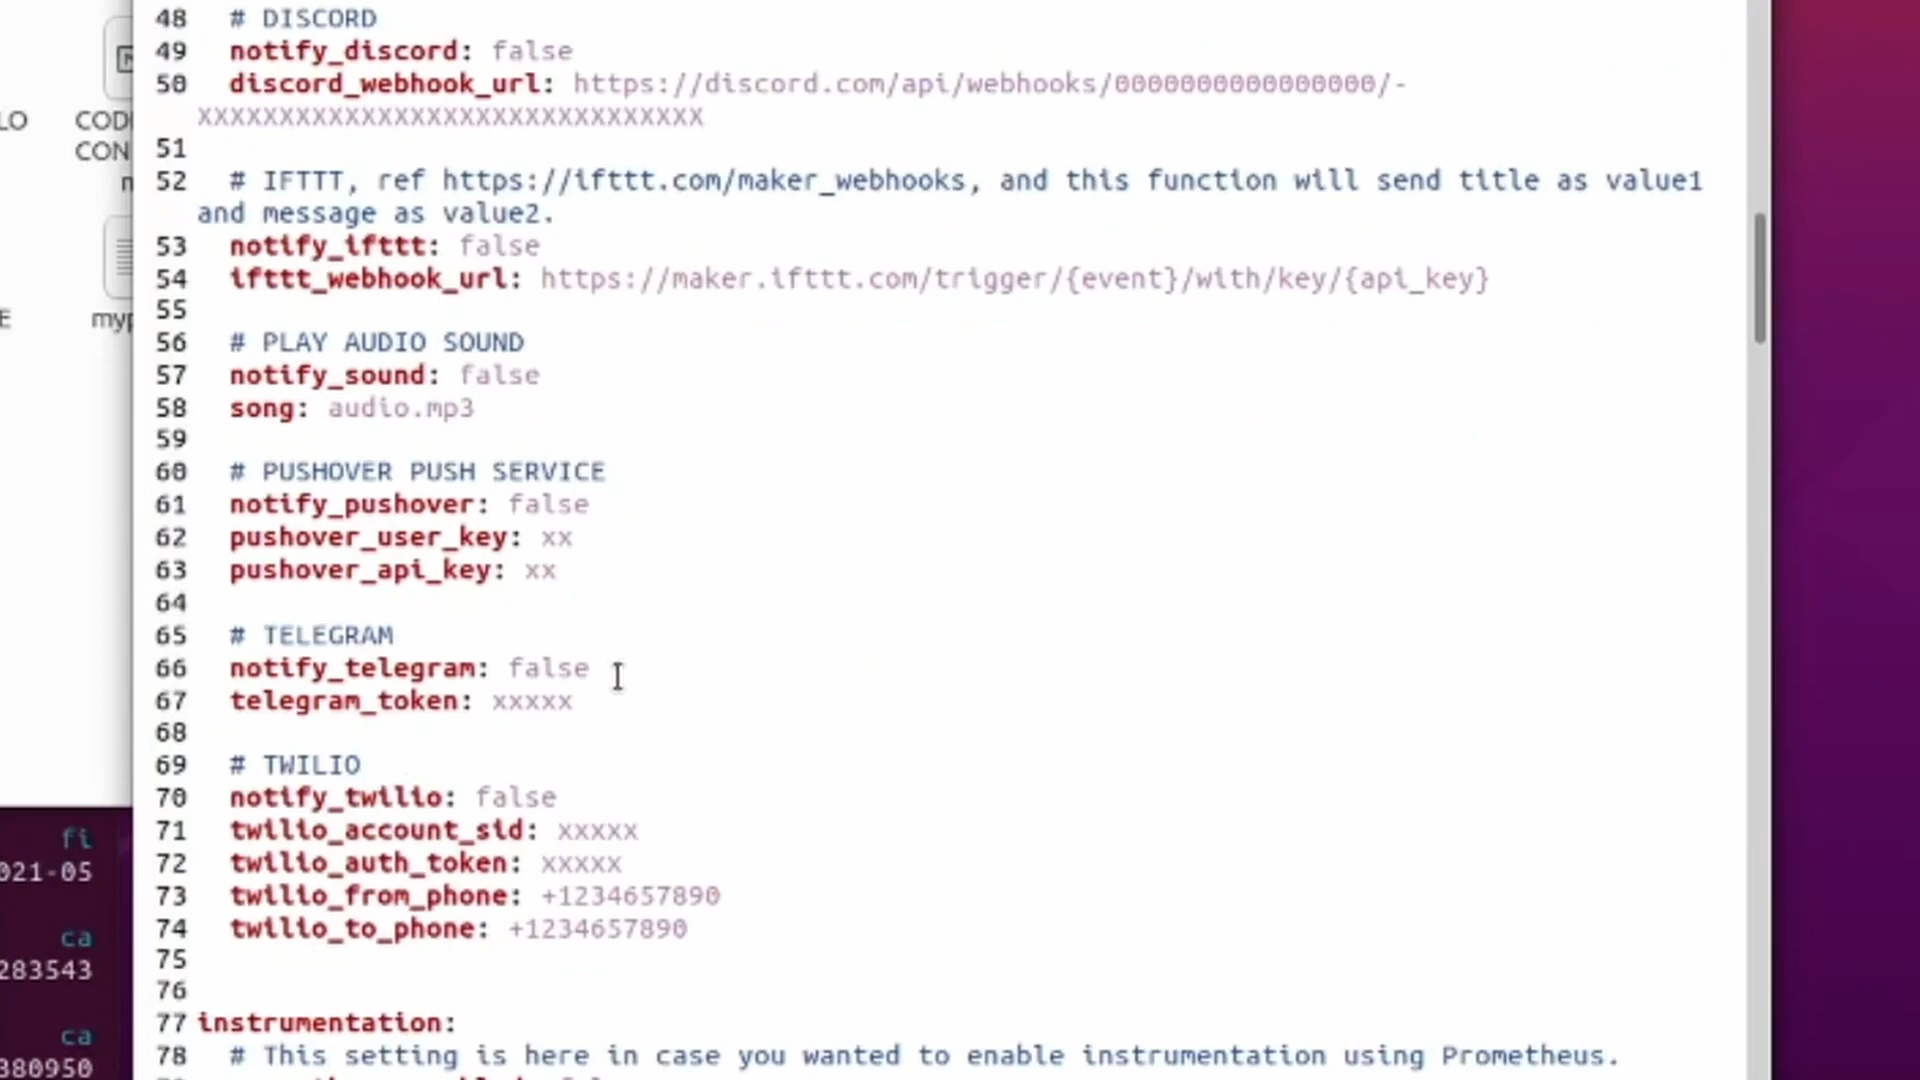 48 # DISCORD
49 notify_discord: false
50 discord_webhook_url: https://discord.com/api/webhooks/0000000000000000/-
XXXXXXXXXXXXXXXXXXXXXXXXXXXXXXX
51
52 # IFTTT, ref https://ifttt.com/maker_webhooks, and this function will send title as value1
and message as value2.
53 notify_ifttt: false
54 ifttt_webhook_url: https://maker.ifttt.com/trigger/{event}/with/key/{api_key}
55
56 # PLAY AUDIO SOUND
57 notify_sound: false
58 song: audio.mp3
59
60 # PUSHOVER PUSH SERVICE
61 notify_pushover: false
62 pushover_user_key: xx
63 pushover_api_key: xx
64
65 # TELEGRAM
66 notify_telegram: false
67 telegram_token: xxxxx
68
69 # TWILIO
70 notify_twilio: false
71 twilio_account_sid: xxxxx
72 twilio_auth_token: xxxxx
73 twilio_from_phone: +1234657890
74 twilio_to_phone: +1234657890
75
76
77 instrumentation:
78 # This setting is here in case you wanted to enable instrumentation using Prometheus.
LO
COD
CON
E
myp
fi
021-05
ca
283543
ca
380950